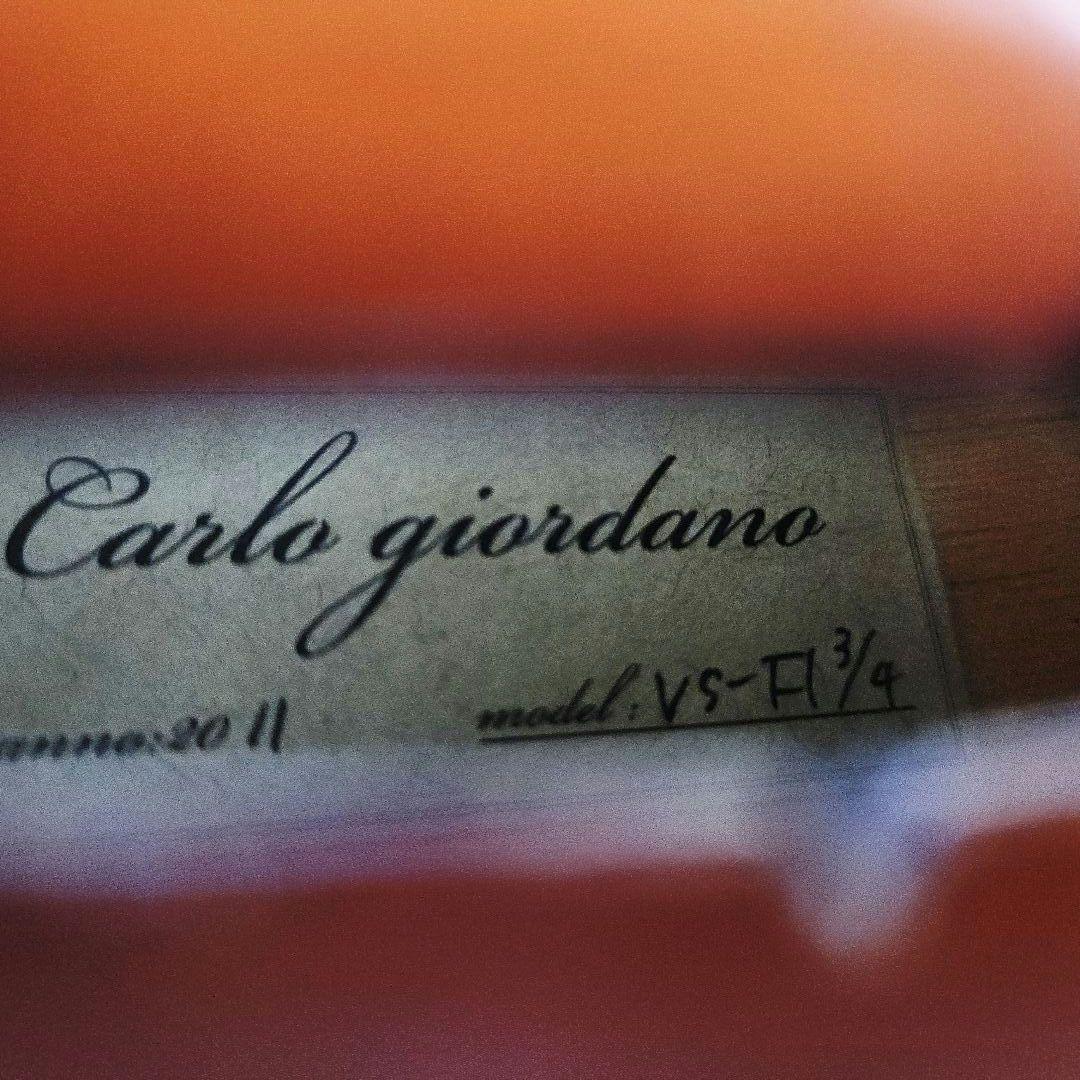 Carlo giordano
anno:2011 model: VS-F1 3/4